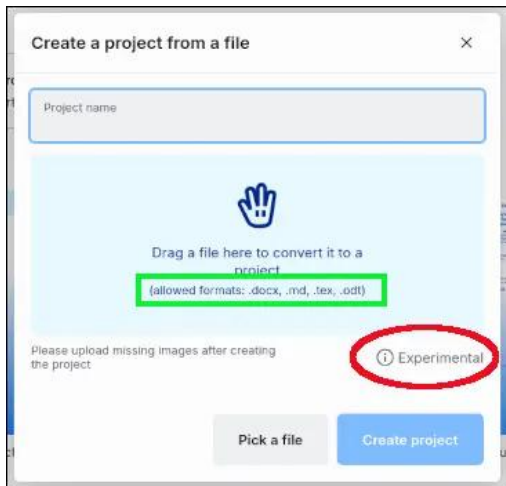 Create a project from a file
Project name
Drag a file here to convert it to a
project
(allowed formats: .docx, .md, .tex, .odt)
Please upload missing images after creating
the project
Experimental
Pick a file
Create project